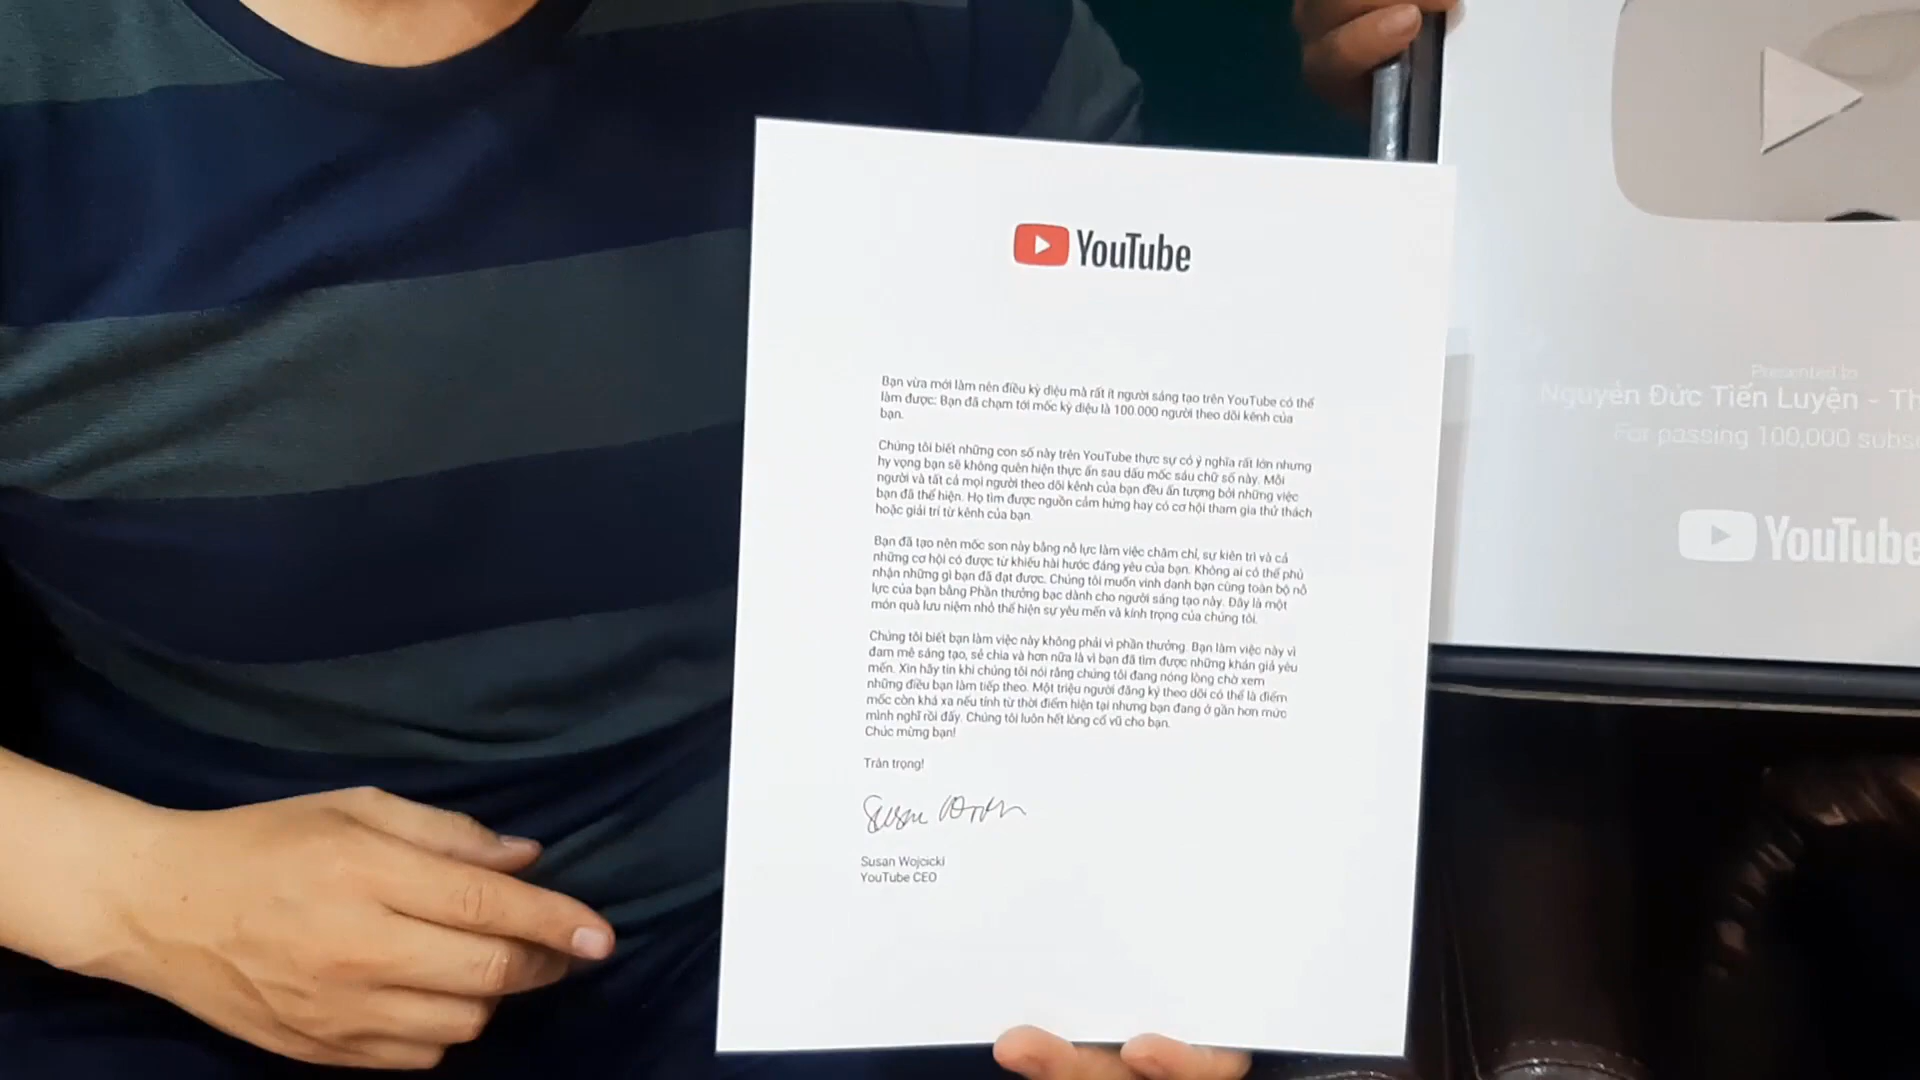 YouTube
Bạn vừa mới làm nên điều kỳ diệu mà rất ít người sáng tạo trên YouTube có thể
làm được: Bạn đã chạm tới mốc kỳ diệu là 100.000 người theo dõi kênh của
bạn.
Chúng tôi biết những con số này trên YouTube thực sự có ý nghĩa rất lớn nhưng
hy vọng bạn sẽ không quên hiện thực ẩn sau dấu mốc sáu chữ số này. Mỗi
người và tất cả mọi người theo dõi kênh của bạn đều ấn tượng bởi những việc
bạn đã thể hiện. Họ tìm được nguồn cảm hứng hay có cơ hội tham gia thử thách
hoặc giải trí từ kênh của bạn.
Bạn đã tạo nên mốc son này bằng nỗ lực làm việc chăm chỉ, sự kiên trì và cả
những cơ hội có được từ khiếu hài hước đáng yêu của bạn. Không ai có thể phủ
nhận những gì bạn đã đạt được. Chúng tôi muốn vinh danh bạn cùng toàn bộ nỗ
lực của bạn bằng Phần thưởng bạc dành cho người sáng tạo này. Đây là một
món quà lưu niệm nhỏ thể hiện sự yêu mến và kính trọng của chúng tôi.
Chúng tôi biết bạn làm việc này không phải vì phần thưởng. Bạn làm việc này vì
đam mê sáng tạo, sẻ chia và hơn nữa là vì bạn đã tìm được những khán giả yêu
mến. Xin hãy tin khi chúng tôi nói rằng chúng tôi đang nóng lòng chờ xem
những điều bạn làm tiếp theo. Một triệu người đăng ký theo dõi có thể là điểm
mốc còn khá xa nếu tính từ thời điểm hiện tại nhưng bạn đang ở gần hơn mức
mình nghĩ rồi đấy. Chúng tôi luôn hết lòng cổ vũ cho bạn.
Chúc mừng bạn!
Trân trọng!
Susan Wojcicki
YouTube CEO
Presented to
Nguyễn Đức Tiến Luyện - Th
For passing 100,000 subs
YouTube